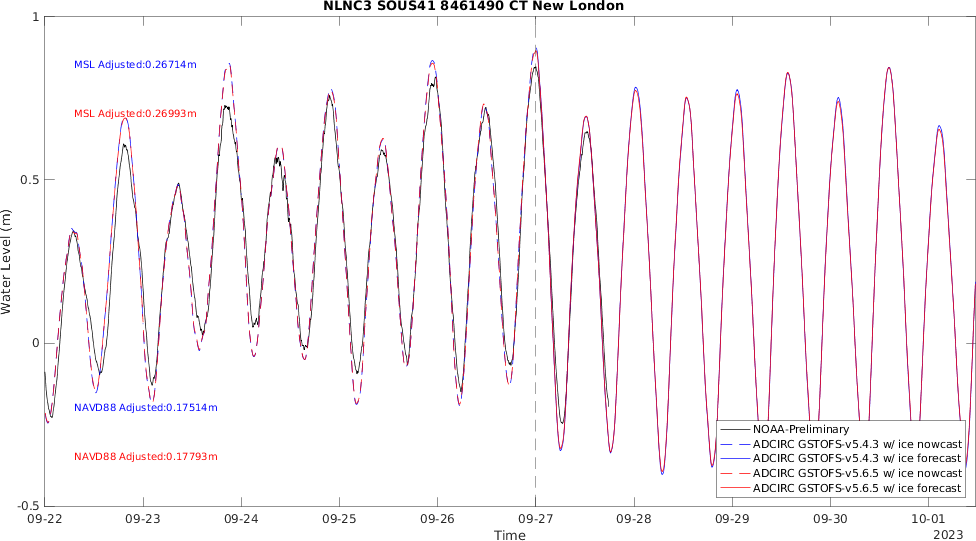 NLNC3 SOUS41 8461490 CT New London
1
MSL Adjusted:0.26714m
MSL Adjusted:0.26993m
0.5
Water Level (m)
0
NAVD88 Adjusted:0.17514m
NAVD88 Adjusted:0.17793m
NOAA-Preliminary
ADCIRC GSTOFS-v5.4.3 w/ ice nowcast
ADCIRC GSTOFS-v5.4.3 w/ ice forecast
ADCIRC GSTOFS-v5.6.5 w/ ice nowcast
ADCIRC GSTOFS-v5.6.5 w/ ice forecast
-0.5
09-22 09-23 09-24 09-25 09-26 09-27 09-28 09-29 09-30 10-01
Time
2023